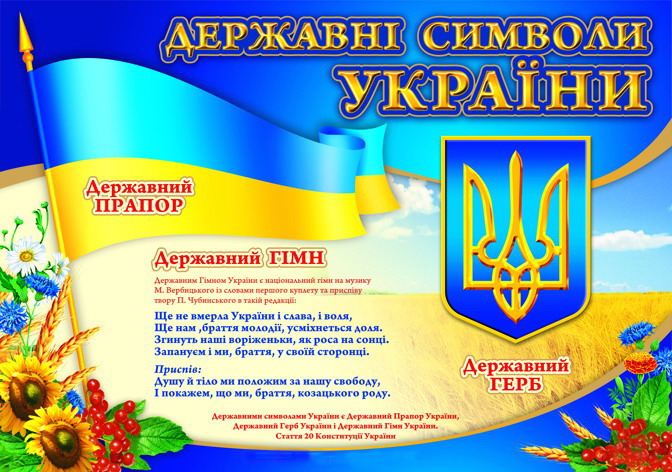 ДЕРЖАВНІ СИМВОЛИ
УКРАЇНИ
Державний
ПРАПОР
Державний ГІМН
Державним Гімном України є національний гімн на музику
М. Вербицького із словами першого куплету та приспіву
твору П. Чубинського в такій редакції:
Ще не вмерла України і слава, і воля,
Ще нам ,браття молодії, усміхнеться доля.
Згинуть наші воріженьки, як роса на сонці.
Запануєм і ми, браття, у своїй сторонці.
Приспів:
Душу й тіло ми положим за нашу свободу,
І покажем, що ми, браття, козацького роду.
Державний
ГЕРБ
Державними символами України є Державний Прапор України,
Державний Герб України і Державний Гімн України.
Стаття 20 Конституції України